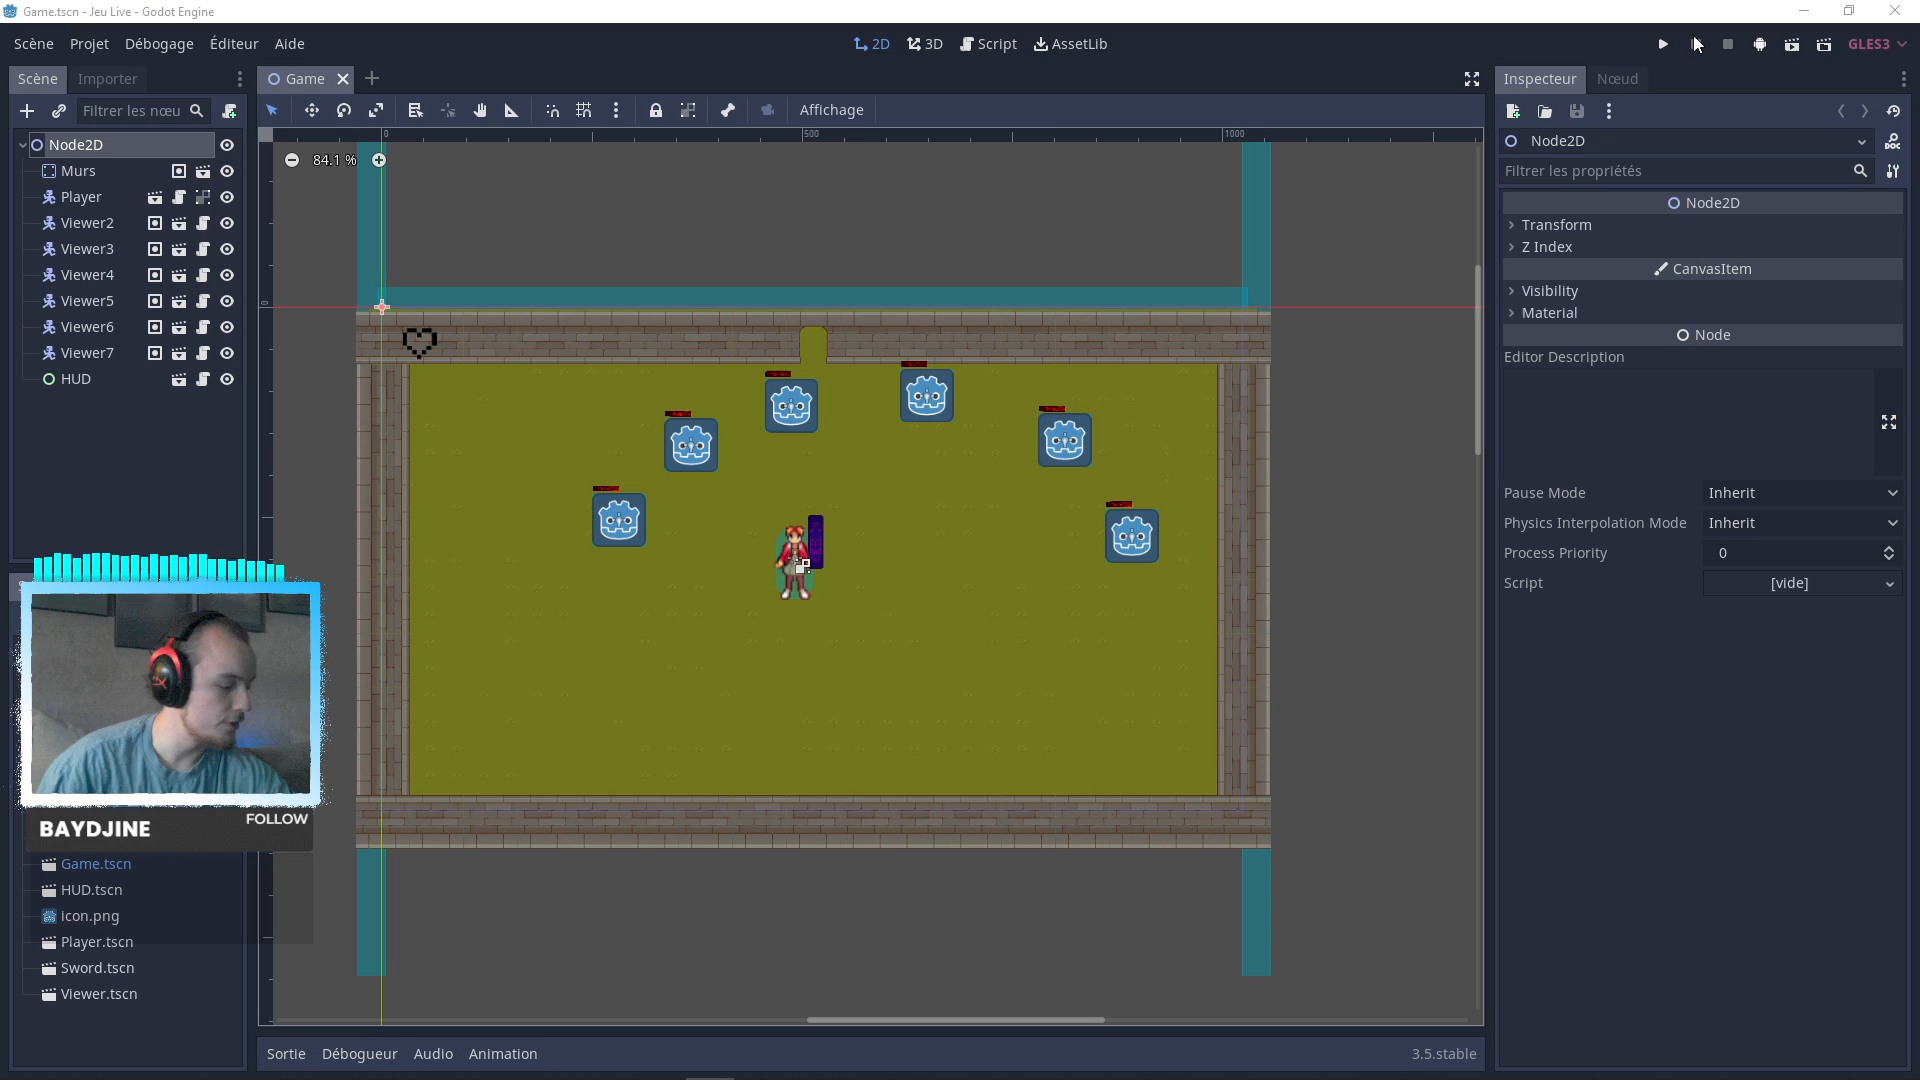 Game.tscn - Jeu Live - Godot Engine
Scène Projet Débogage Éditeur Aide
2D 3D Script AssetLib
GLES3
Scène Importer
Game
Inspecteur Nœud
Filtrer les nœu
Affichage
Node2D
Murs
Player
Viewer2
Viewer3
Viewer4
Viewer5
Viewer6
Viewer7
HUD
0 500 1000
84.1 %
0
Node2D
Filtrer les propriétés
Node2D
Transform
Z Index
CanvasItem
Visibility
Material
Node
Editor Description
Pause Mode Inherit
Physics Interpolation Mode Inherit
Process Priority 0
Script [vide]
BAYDJINE FOLLOW
Game.tscn
HUD.tscn
icon.png
Player.tscn
Sword.tscn
Viewer.tscn
Sortie Débogueur Audio Animation
3.5.stable